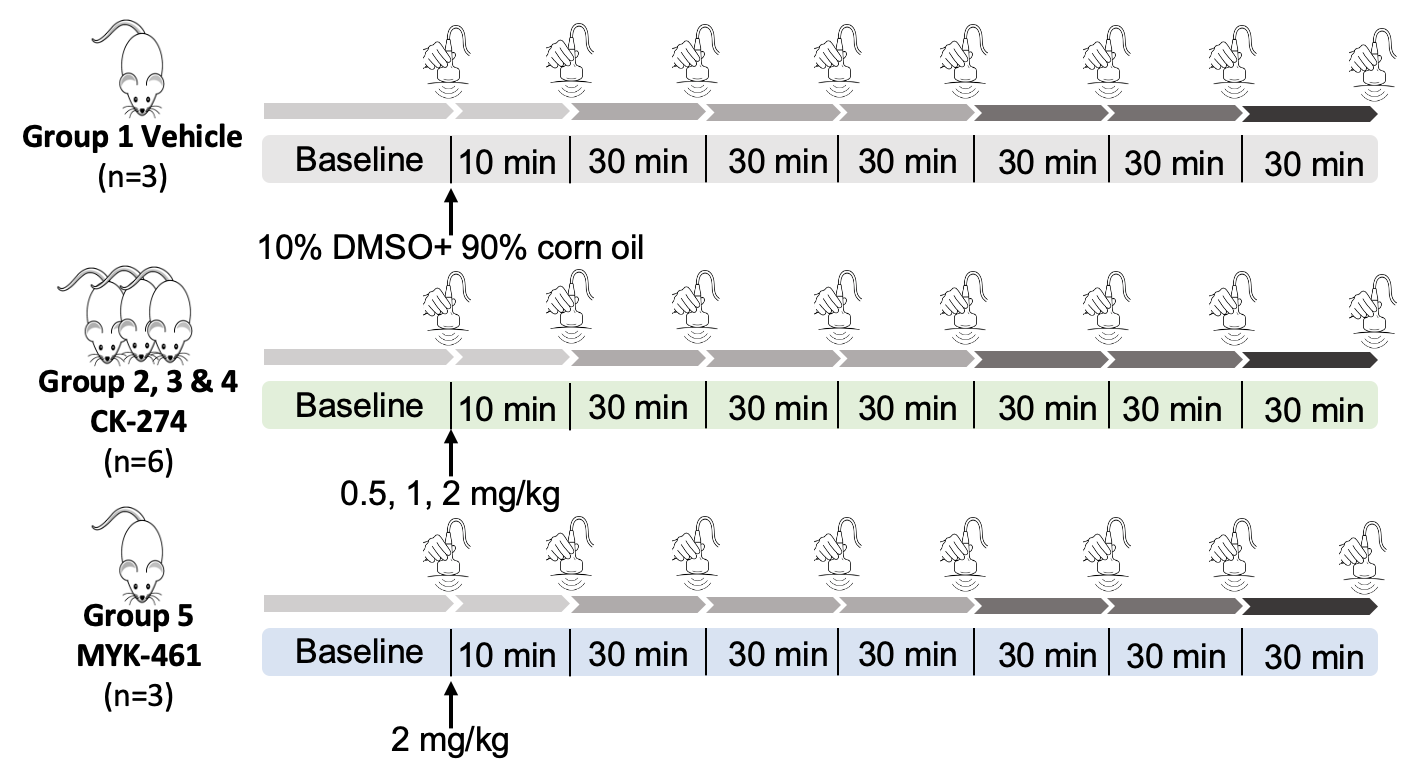 Group 1 Vehicle
(n=3)
Baseline 10 min 30 min 30 min 30 min 30 min 30 min 30 min
10% DMSO+ 90% corn oil
Group 2, 3 & 4
CK-274
(n=6)
Baseline 10 min 30 min 30 min 30 min 30 min 30 min 30 min
0.5, 1, 2 mg/kg
Group 5
MYK-461
(n=3)
Baseline 10 min 30 min 30 min 30 min 30 min 30 min 30 min
2 mg/kg